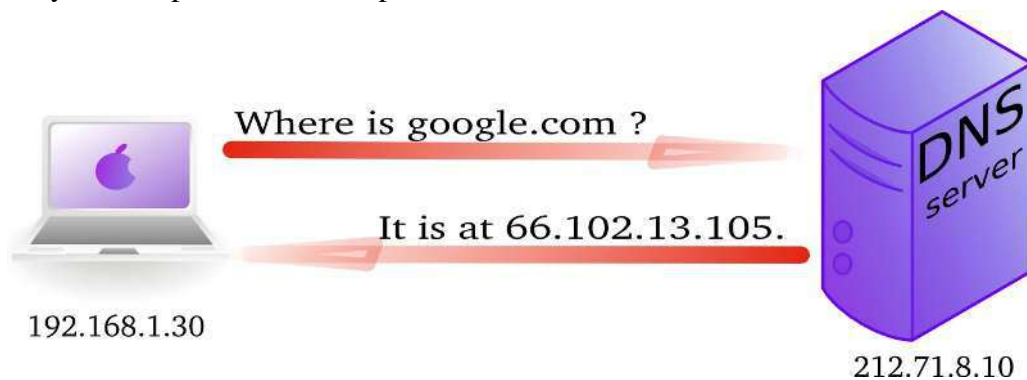 Where is google.com ?
DNS
server
It is at 66.102.13.105.
192.168.1.30
212.71.8.10